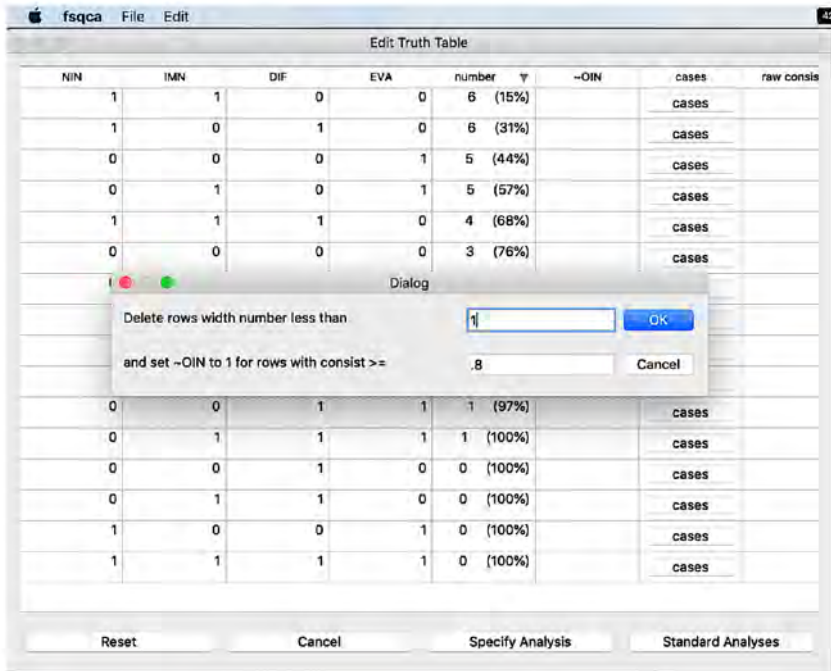 fsqca File Edit
Edit Truth Table
NIN IMN DIF EVA number ~OIN cases raw consis
1 1 0 0 6 (15%) cases
1 0 1 0 6 (31%) cases
0 0 0 1 5 (44%) cases
0 1 0 1 5 (57%) cases
1 1 1 0 4 (68%) cases
0 0 0 0 3 (76%) cases
Dialog
Delete rows width number less than 1 OK
and set ~OIN to 1 for rows with consist >= .8 Cancel
0 0 1 1 1 (97%) cases
0 1 1 1 1 (100%) cases
0 0 1 0 0 (100%) cases
0 1 1 0 0 (100%) cases
1 0 0 1 0 (100%) cases
1 1 1 1 0 (100%) cases
Reset Cancel Specify Analysis Standard Analyses